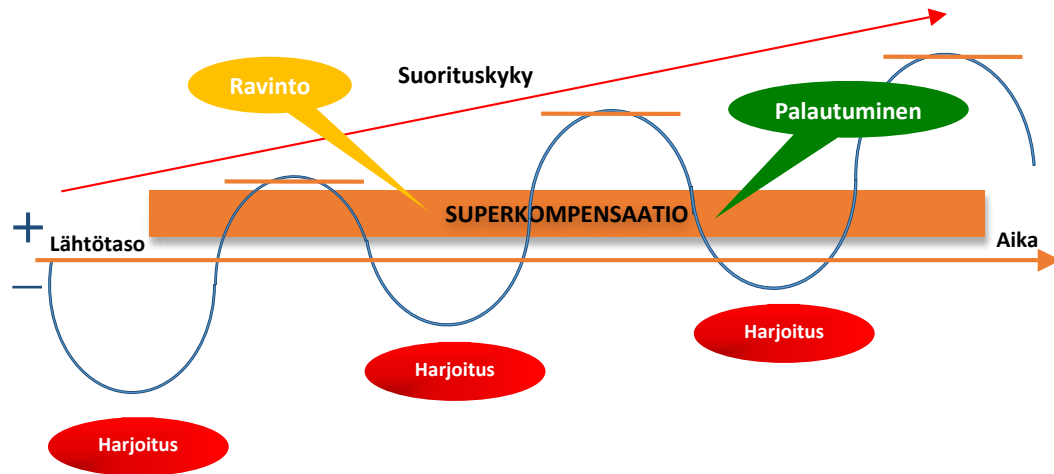 Suorituskyky
Ravinto
Palautuminen
SUPERKOMPENSAATIO
+
Lähtötaso
Aika
–
Harjoitus
Harjoitus
Harjoitus